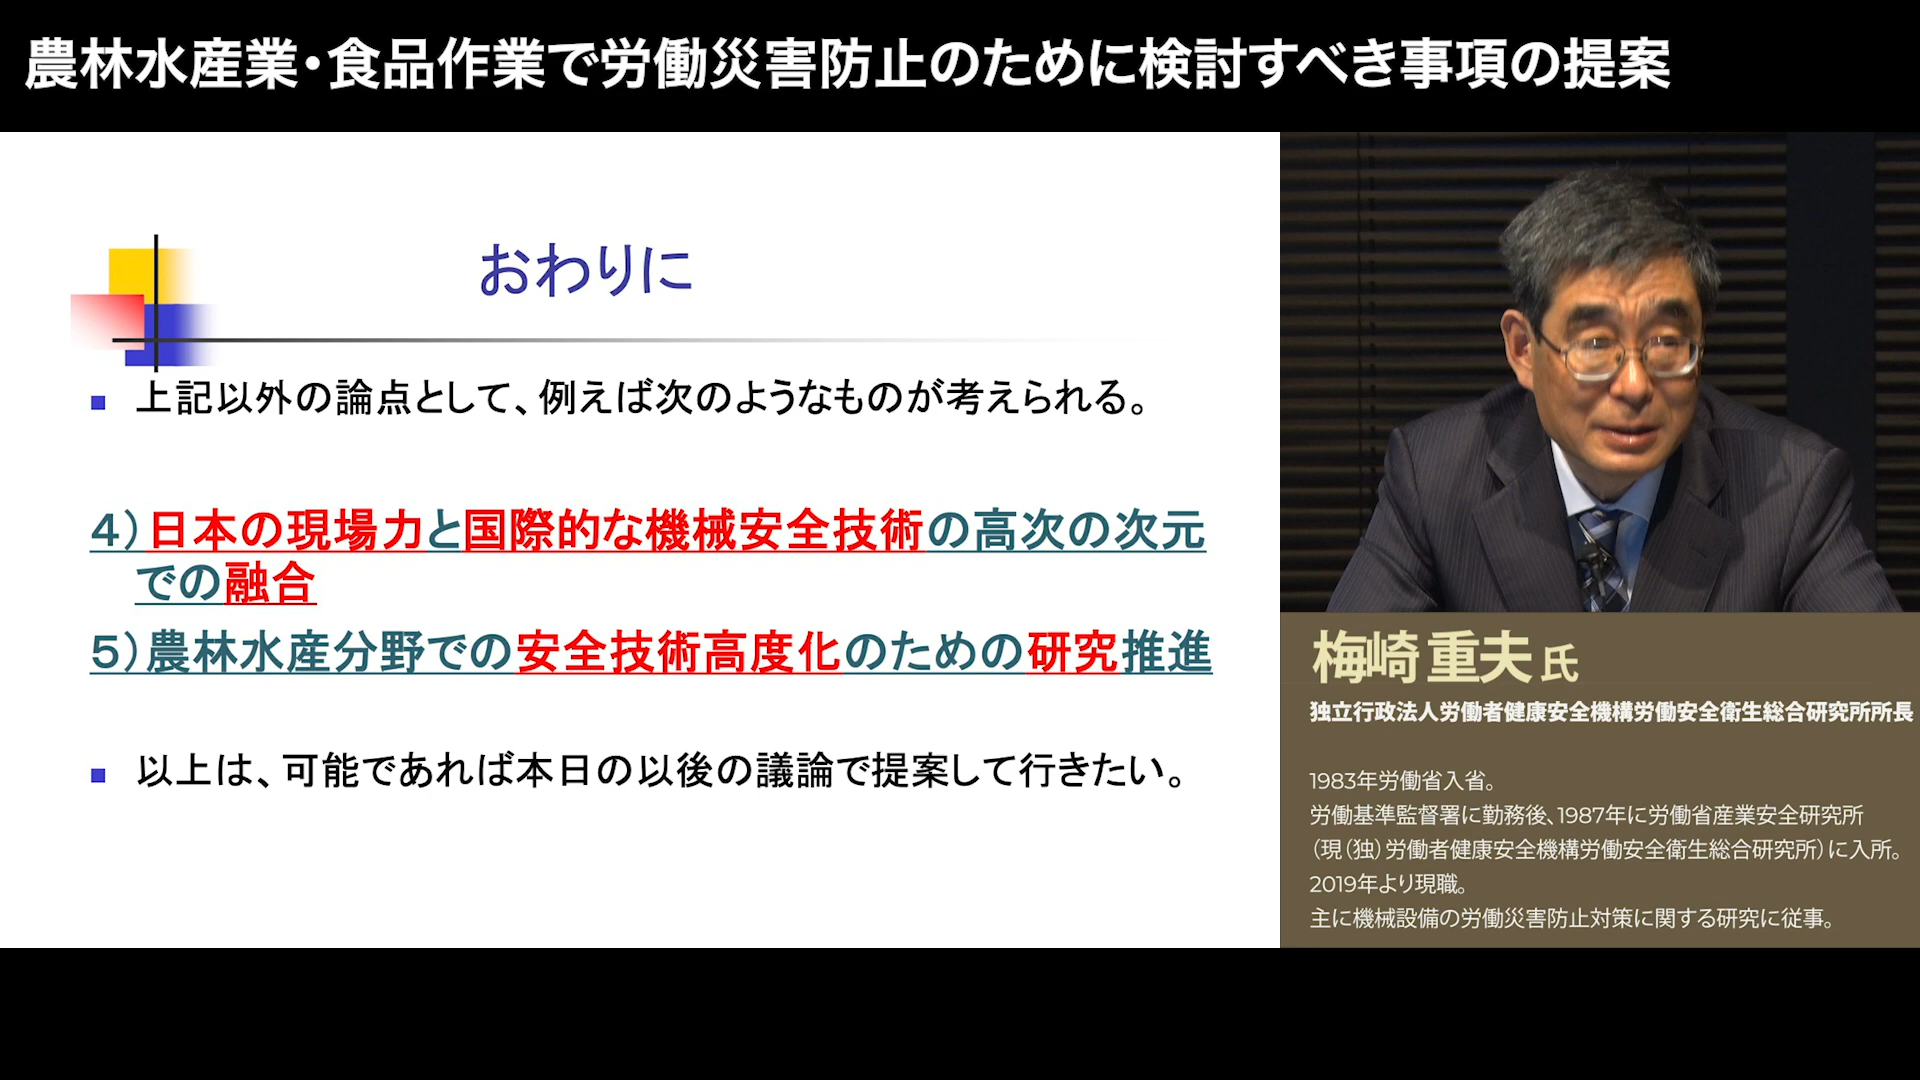 農林水産業・食品作業で労働災害防止のために検討すべき事項の提案
おわりに
上記以外の論点として、例えば次のようなものが考えられる。
４）日本の現場力と国際的な機械安全技術の高次の次元
での融合
５）農林水産分野での安全技術高度化のための研究推進
以上は、可能であれば本日の以後の議論で提案して行きたい。
梅崎 重夫 氏
独立行政法人労働者健康安全機構労働安全衛生総合研究所所長
1983年労働省入省。
労働基準監督署に勤務後、1987年に労働省産業安全研究所
（現（独）労働者健康安全機構労働安全衛生総合研究所）に入所。
2019年より現職。
主に機械設備の労働災害防止対策に関する研究に従事。